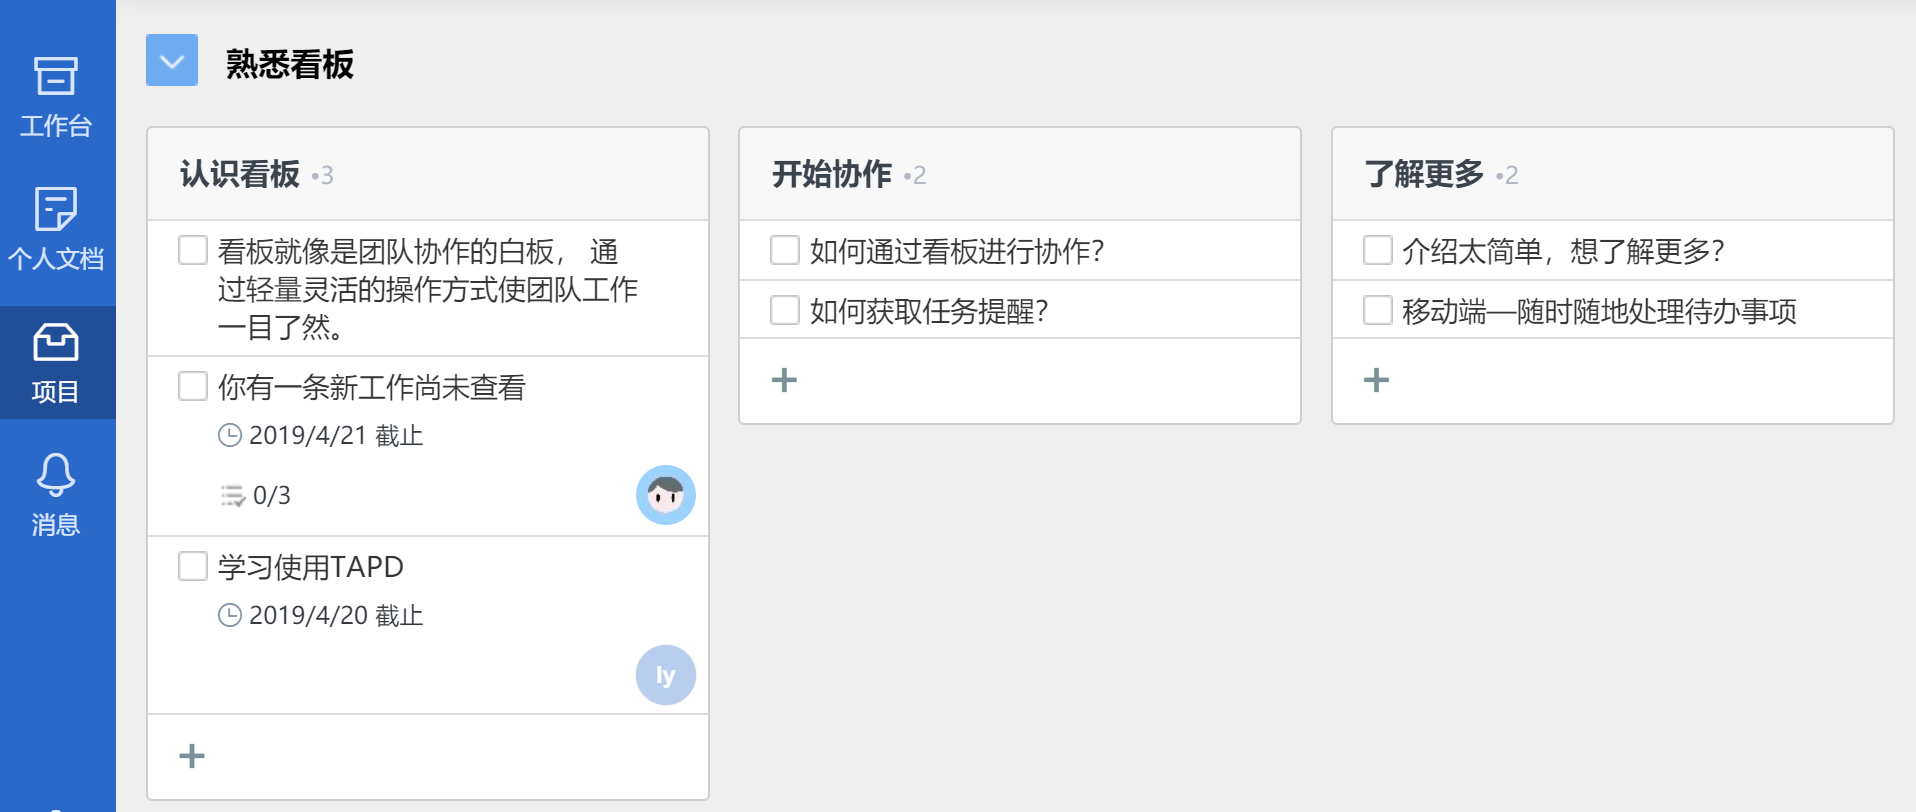 工作台
个人文档
项目
消息
熟悉看板
认识看板 •3
看板就像是团队协作的白板， 通
过轻量灵活的操作方式使团队工作
一目了然。
你有一条新工作尚未查看
2019/4/21 截止
0/3
学习使用TAPD
2019/4/20 截止
ly
+
开始协作 •2
如何通过看板进行协作?
如何获取任务提醒?
+
了解更多 •2
介绍太简单，想了解更多?
移动端—随时随地处理待办事项
+